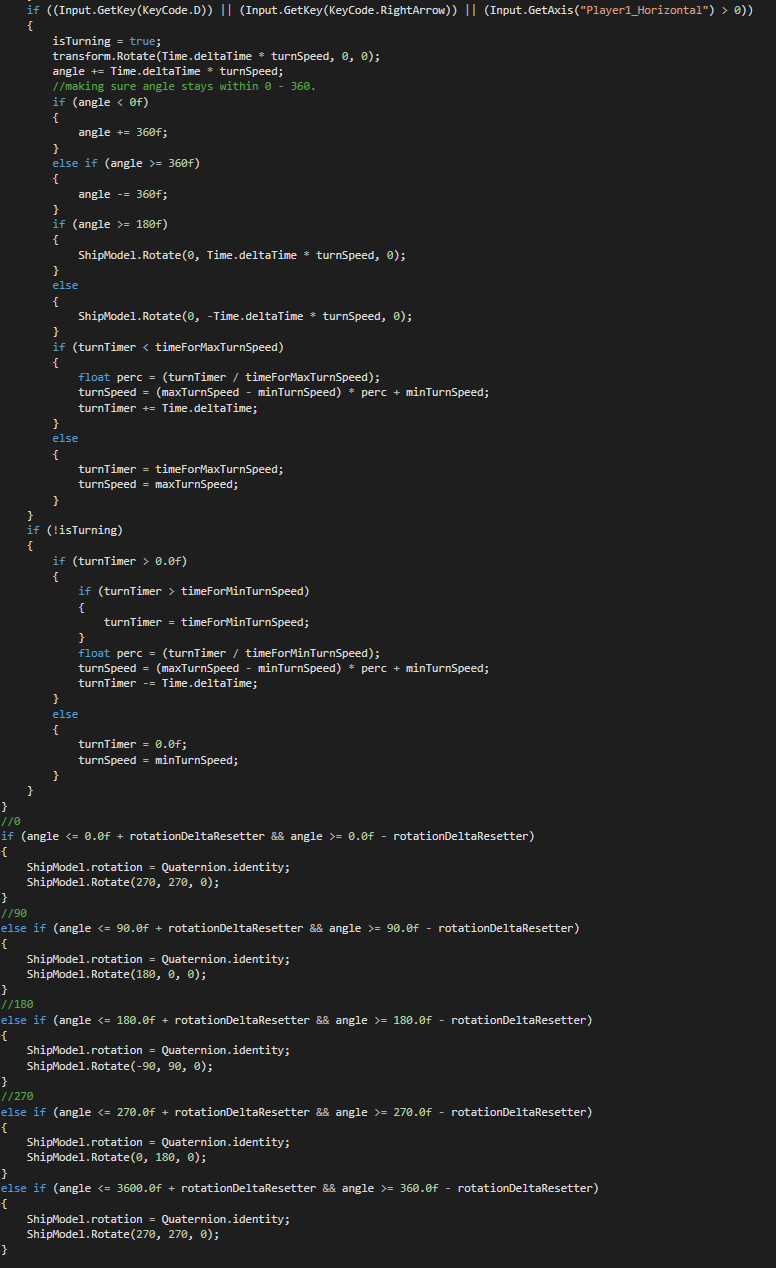 if ((Input.GetKey(KeyCode.D)) || (Input.GetKey(KeyCode.RightArrow)) || (Input.GetAxis("Player1_Horizontal") > 0))
{
isTurning = true;
transform.Rotate(Time.deltaTime * turnSpeed, 0, 0);
angle += Time.deltaTime * turnSpeed;
//making sure angle stays within 0 - 360.
if (angle < 0f)
{
angle += 360f;
}
else if (angle >= 360f)
{
angle -= 360f;
}
if (angle >= 180f)
{
ShipModel.Rotate(0, Time.deltaTime * turnSpeed, 0);
}
else
{
ShipModel.Rotate(0, -Time.deltaTime * turnSpeed, 0);
}
if (turnTimer < timeForMaxTurnSpeed)
{
float perc = (turnTimer / timeForMaxTurnSpeed);
turnSpeed = (maxTurnSpeed - minTurnSpeed) * perc + minTurnSpeed;
turnTimer += Time.deltaTime;
}
else
{
turnTimer = timeForMaxTurnSpeed;
turnSpeed = maxTurnSpeed;
}
}
if (!isTurning)
{
if (turnTimer > 0.0f)
{
if (turnTimer > timeForMinTurnSpeed)
{
turnTimer = timeForMinTurnSpeed;
}
float perc = (turnTimer / timeForMinTurnSpeed);
turnSpeed = (maxTurnSpeed - minTurnSpeed) * perc + minTurnSpeed;
turnTimer -= Time.deltaTime;
}
else
{
turnTimer = 0.0f;
turnSpeed = minTurnSpeed;
}
}
}
//0
if (angle <= 0.0f + rotationDeltaResetter && angle >= 0.0f - rotationDeltaResetter)
{
ShipModel.rotation = Quaternion.identity;
ShipModel.Rotate(270, 270, 0);
}
//90
else if (angle <= 90.0f + rotationDeltaResetter && angle >= 90.0f - rotationDeltaResetter)
{
ShipModel.rotation = Quaternion.identity;
ShipModel.Rotate(180, 0, 0);
}
//180
else if (angle <= 180.0f + rotationDeltaResetter && angle >= 180.0f - rotationDeltaResetter)
{
ShipModel.rotation = Quaternion.identity;
ShipModel.Rotate(-90, 90, 0);
}
//270
else if (angle <= 270.0f + rotationDeltaResetter && angle >= 270.0f - rotationDeltaResetter)
{
ShipModel.rotation = Quaternion.identity;
ShipModel.Rotate(0, 180, 0);
}
else if (angle <= 3600.0f + rotationDeltaResetter && angle >= 360.0f - rotationDeltaResetter)
{
ShipModel.rotation = Quaternion.identity;
ShipModel.Rotate(270, 270, 0);
}